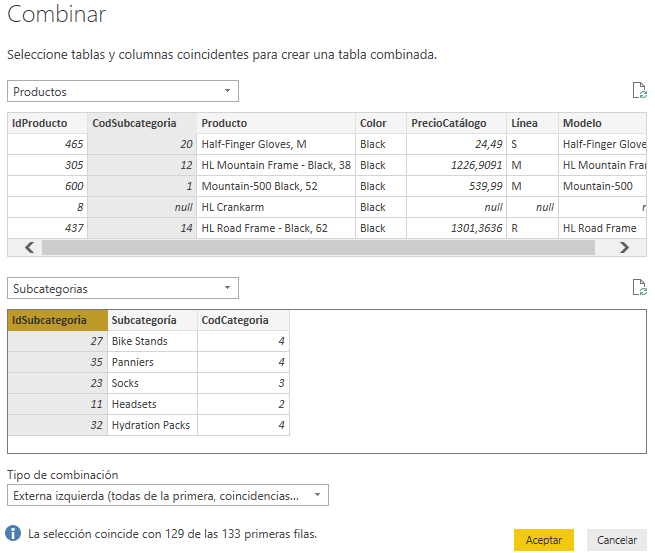 Combinar
Seleccione tablas y columnas coincidentes para crear una tabla combinada.
Productos
IdProducto CodSubcategoria Producto Color PrecioCatálogo Línea Modelo
465 20 Half-Finger Gloves, M Black 24,49 S Half-Finger Glove
305 12 HL Mountain Frame - Black, 38 Black 1226,9091 M HL Mountain Fra
600 1 Mountain-500 Black, 52 Black 539,99 M Mountain-500
8 null HL Crankarm Black null null
437 14 HL Road Frame - Black, 62 Black 1301,3636 R HL Road Frame
Subcategorias
IdSubcategoria Subcategoría CodCategoria
27 Bike Stands 4
35 Panniers 4
23 Socks 3
11 Headsets 2
32 Hydration Packs 4
Tipo de combinación
Externa izquierda (todas de la primera, coincidencias...
La selección coincide con 129 de las 133 primeras filas.
Aceptar Cancelar